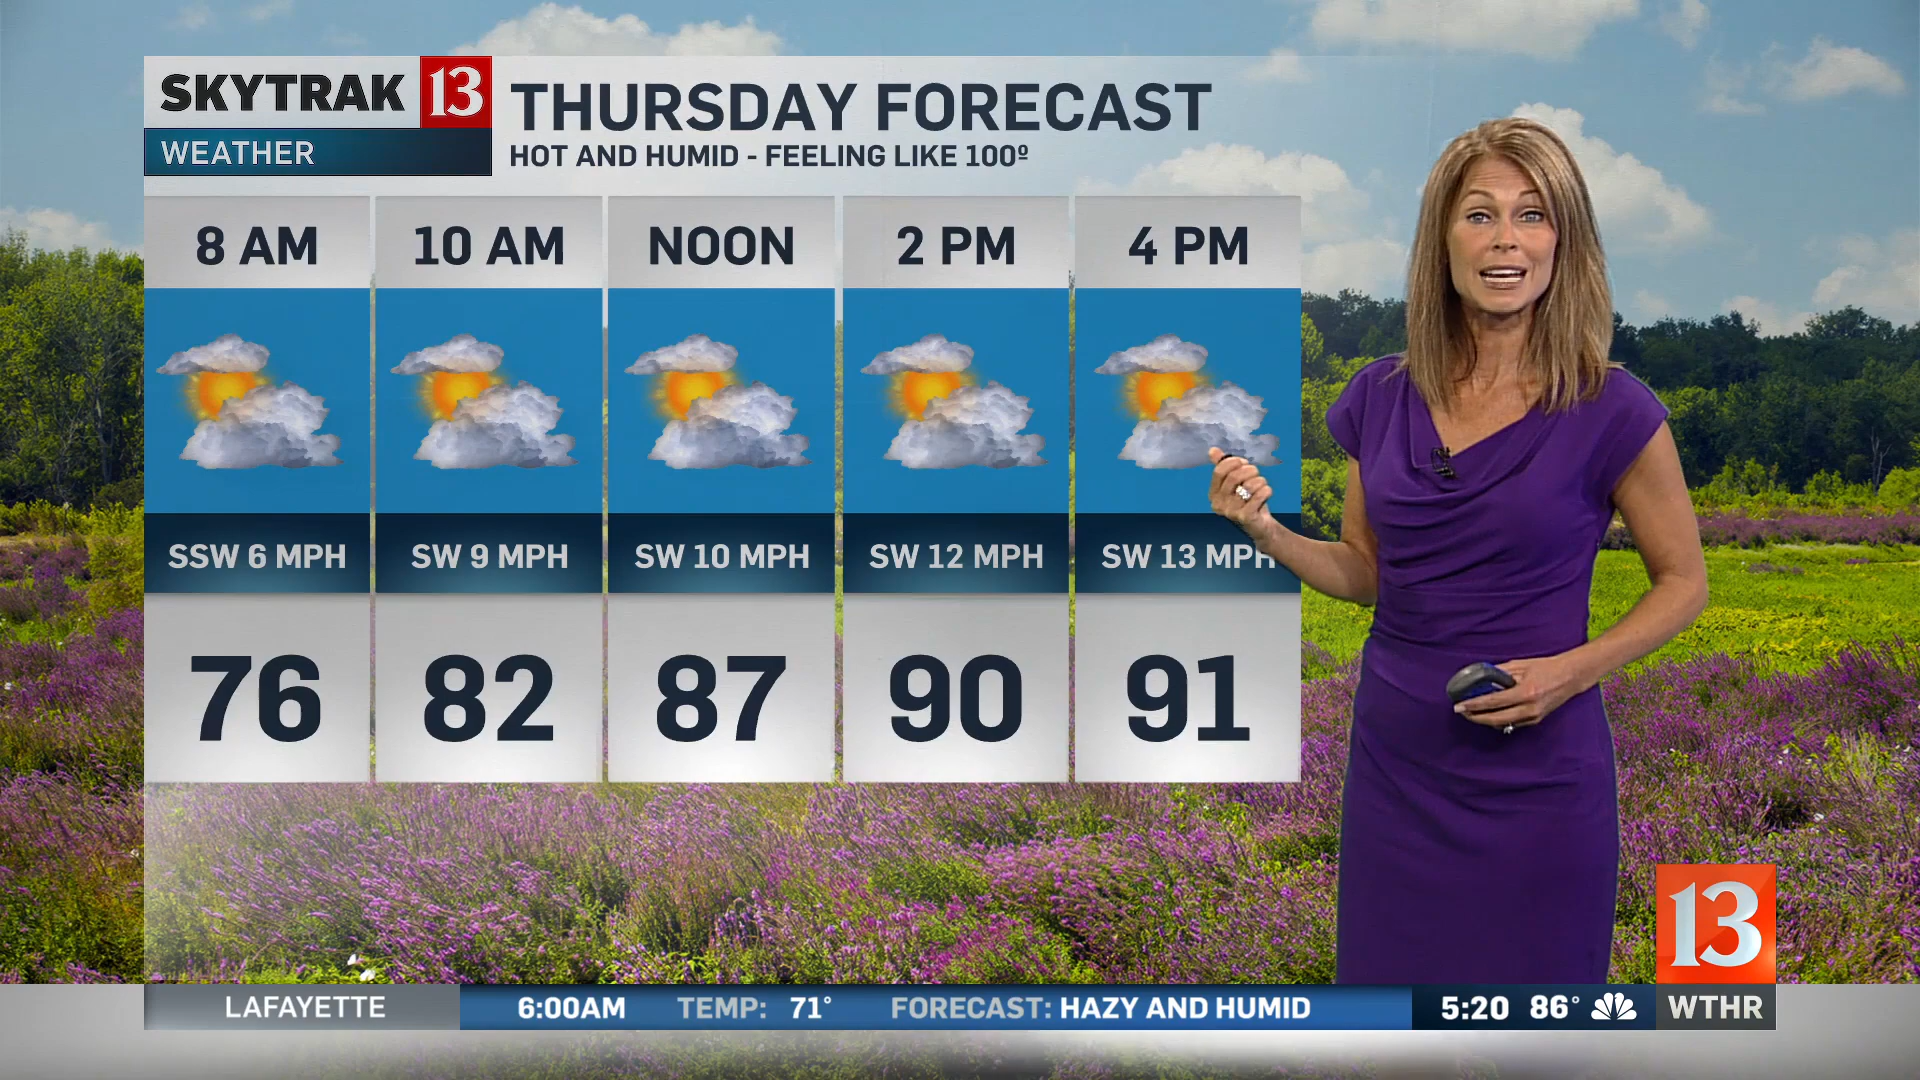 SKYTRAK 13
WEATHER
THURSDAY FORECAST
HOT AND HUMID - FEELING LIKE 100º
8 AM
10 AM
NOON
2 PM
4 PM
SSW 6 MPH
SW 9 MPH
SW 10 MPH
SW 12 MPH
SW 13 MPH
76
82
87
90
91
13
LAFAYETTE
6:00AM TEMP: 71° FORECAST: HAZY AND HUMID
5:20 86°
WTHR